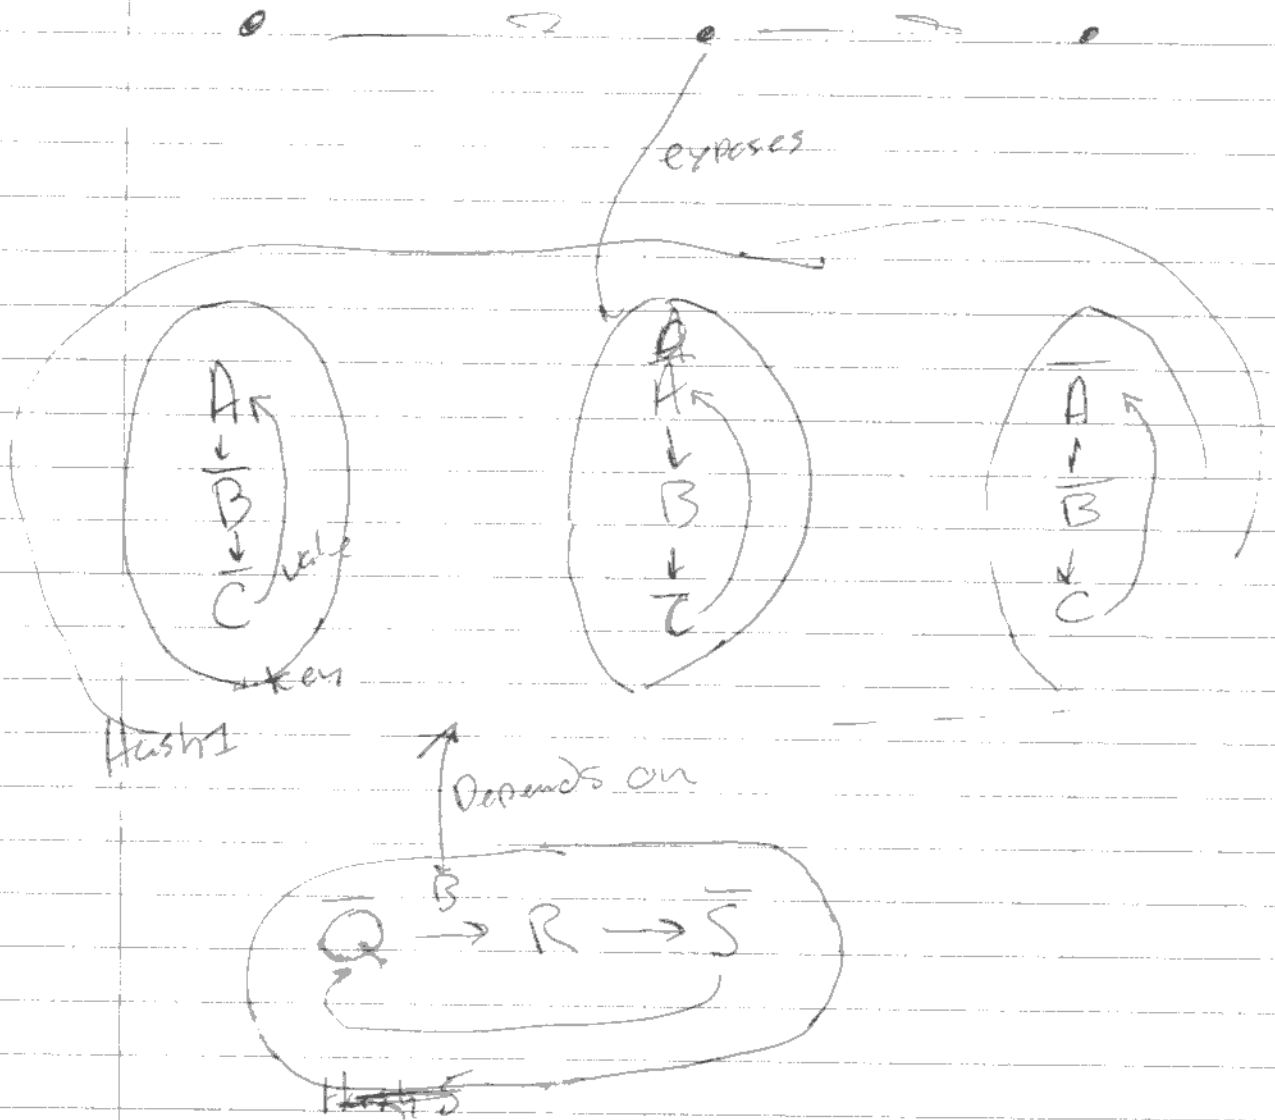 exposes
A A A
B B B
value
C C C
Key
Hash1
Depends on
B
Q → R → S